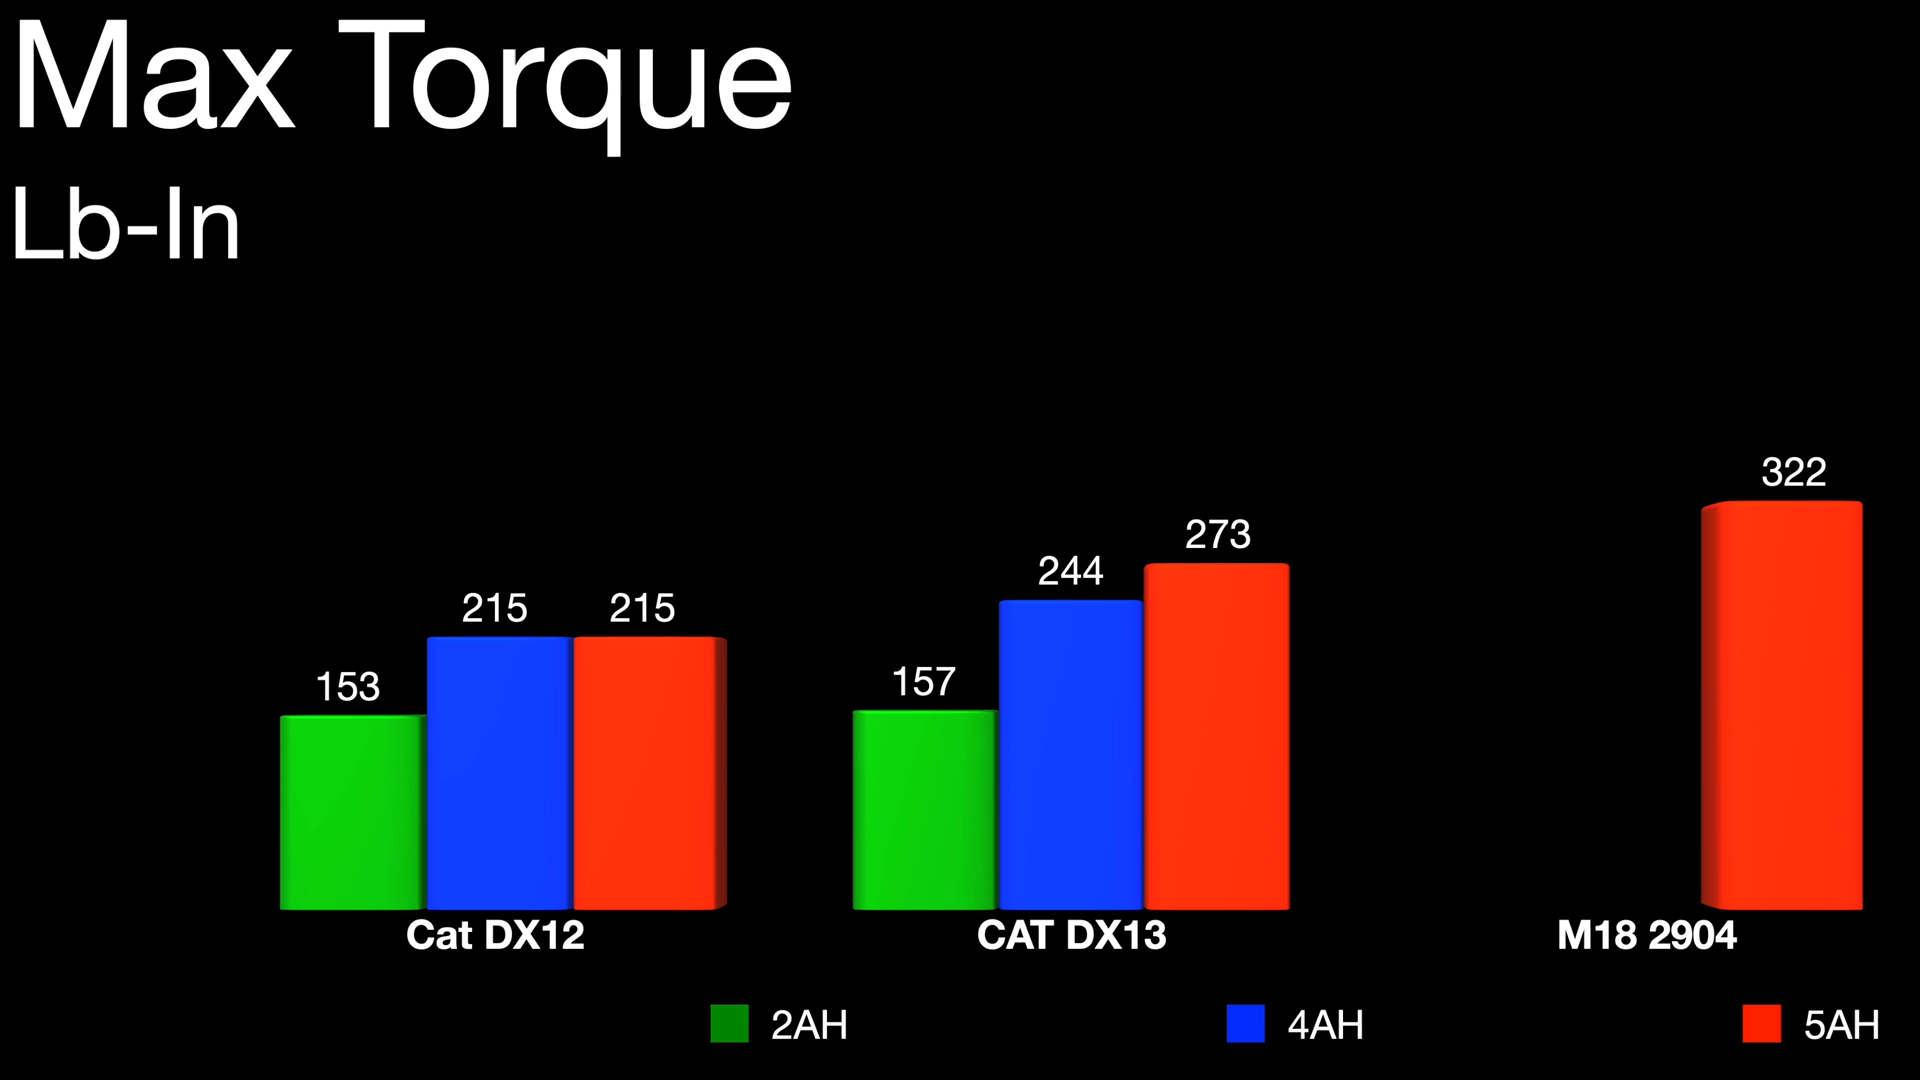 Max Torque
Lb-In
322
273
244
215 215
153
157
Cat DX12
CAT DX13
M18 2904
2AH
4AH
5AH